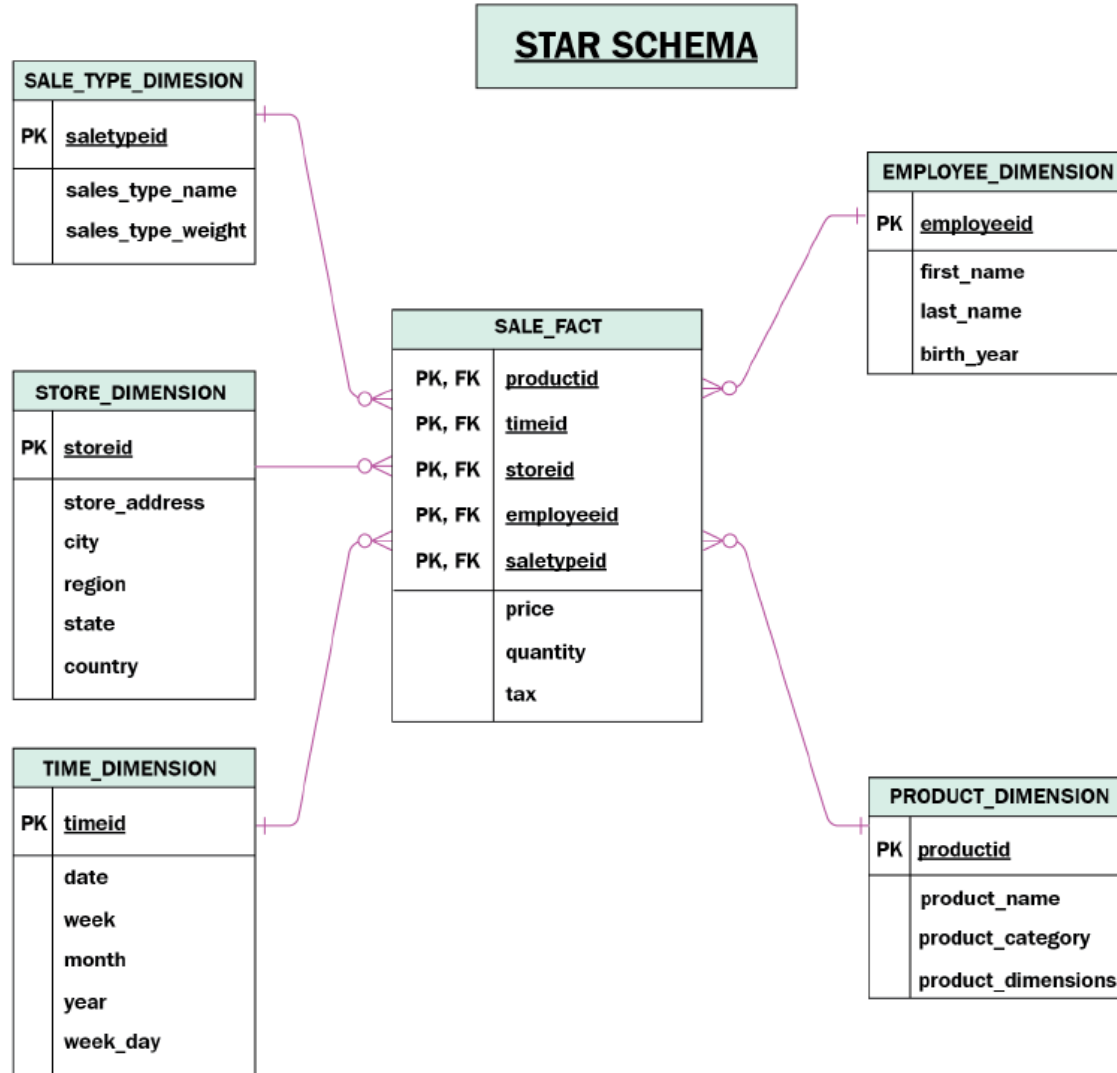 STAR SCHEMA
SALE_TYPE_DIMESION
PK saletypeid
sales_type_name
sales_type_weight
STORE_DIMENSION
PK storeid
store_address
city
region
state
country
TIME_DIMENSION
PK timeid
date
week
month
year
week_day
SALE_FACT
PK, FK productid
PK, FK timeid
PK, FK storeid
PK, FK employeeid
PK, FK saletypeid
price
quantity
tax
EMPLOYEE_DIMENSION
PK employeeid
first_name
last_name
birth_year
PRODUCT_DIMENSION
PK productid
product_name
product_category
product_dimensions